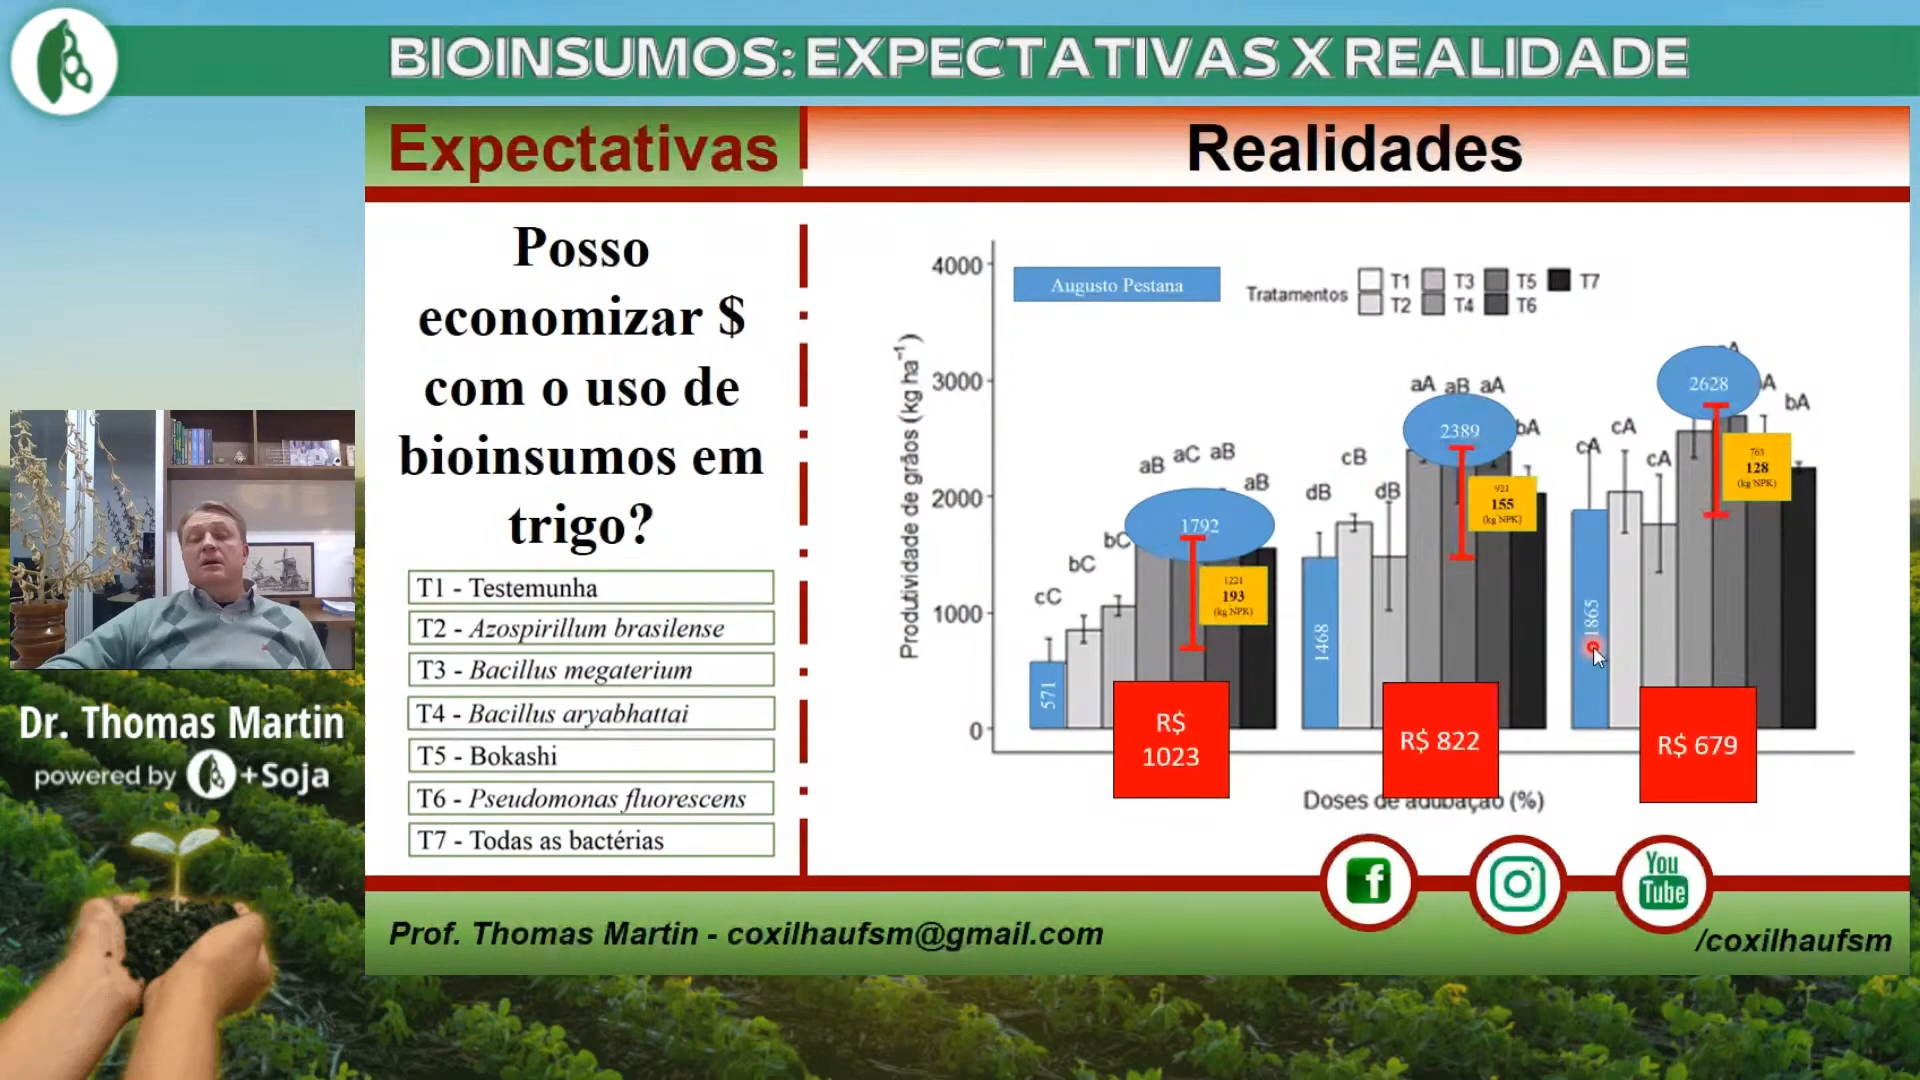 BIOINSUMOS: EXPECTATIVAS X REALIDADE
Expectativas
Realidades
Posso
economizar $
com o uso de
bioinsumos em
trigo?
T1 - Testemunha
T2 - Azospirillum brasilense
T3 - Bacillus megaterium
T4 - Bacillus aryabhattai
T5 - Bokashi
T6 - Pseudomonas fluorescens
T7 - Todas as bactérias
Produtividade de grãos (kg ha⁻¹)
4000
3000
2000
1000
0
Augusto Pestana
Tratamentos
T1 T3 T5 T7
T2 T4 T6
cC
bC
bC
aB
aC
aB
aB
1792
571
1221
193
(kg NPK)
R$
1023
dB
cB
dB
aA
aB
aA
bA
2389
1468
921
155
(kg NPK)
R$ 822
cA
cA
cA
bA
2628
1865
763
128
(kg NPK)
R$ 679
Doses de adubação (%)
Dr. Thomas Martin
powered by +Soja
You
Tube
Prof. Thomas Martin - coxilhaufsm@gmail.com
/coxilhaufsm